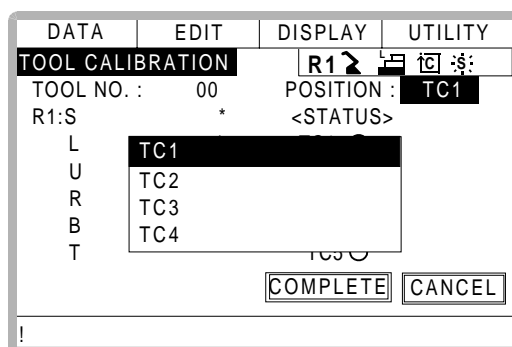 DATA EDIT DISPLAY UTILITY
TOOL CALIBRATION R1 L C S
TOOL NO. : 00 POSITION : TC1
R1:S * <STATUS>
L
TC1
U
TC2
R
TC3
B
TC4
T
COMPLETE CANCEL
!